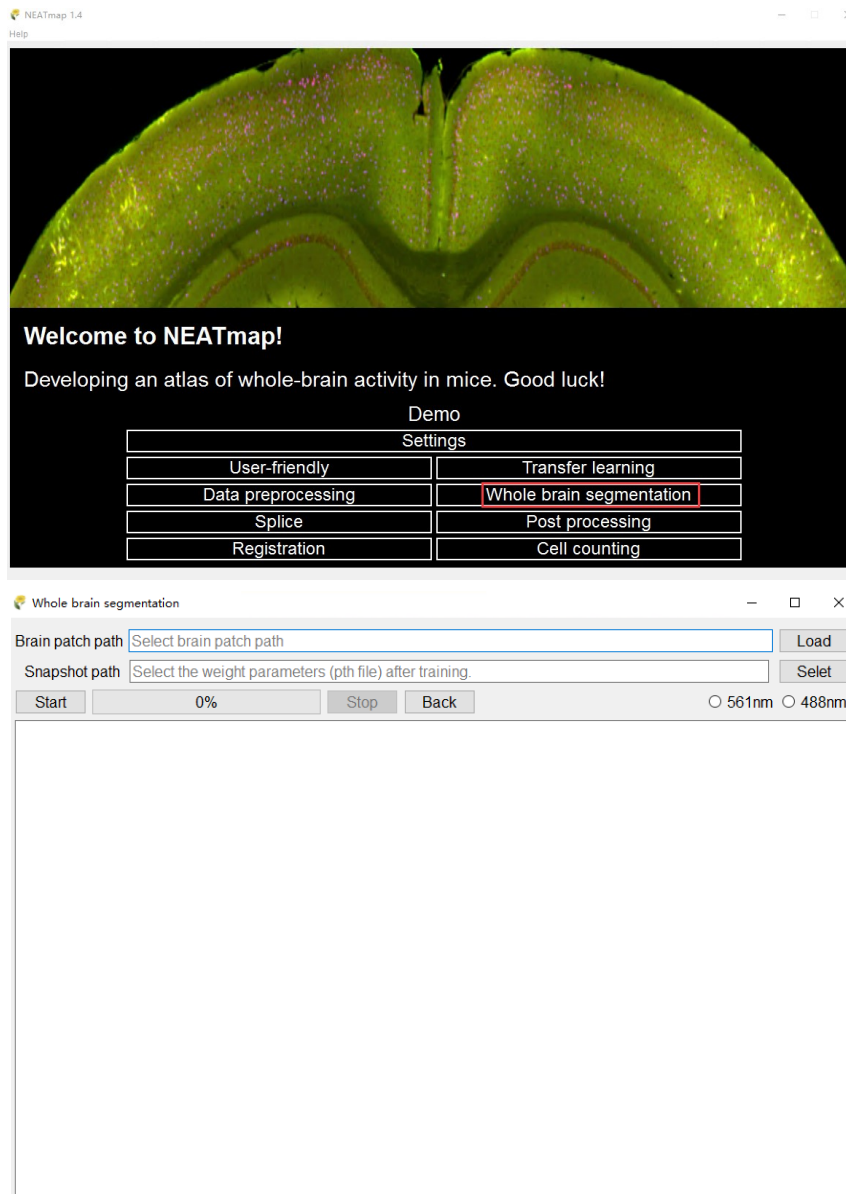 NEATmap 1.4
Help
Welcome to NEATmap!
Developing an atlas of whole-brain activity in mice. Good luck!
Demo
Settings
User-friendly Transfer learning
Data preprocessing Whole brain segmentation
Splice Post processing
Registration Cell counting
Whole brain segmentation
Brain patch path Select brain patch path Load
Snapshot path Select the weight parameters (pth file) after training. Selet
Start 0% Stop Back 561nm 488nm